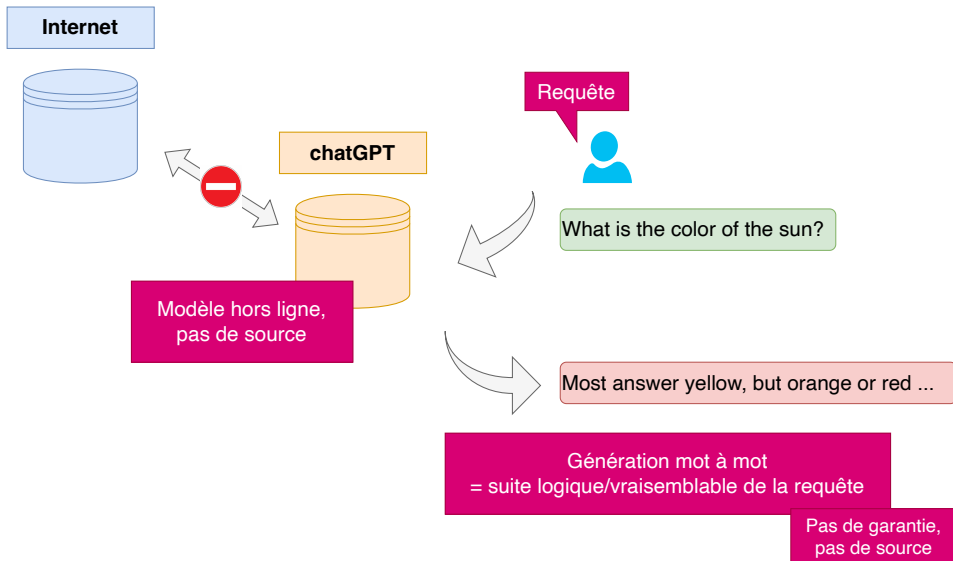 Internet
Requête
chatGPT
What is the color of the sun?
Modèle hors ligne,
pas de source
Most answer yellow, but orange or red ...
Génération mot à mot
= suite logique/vraisemblable de la requête
Pas de garantie,
pas de source